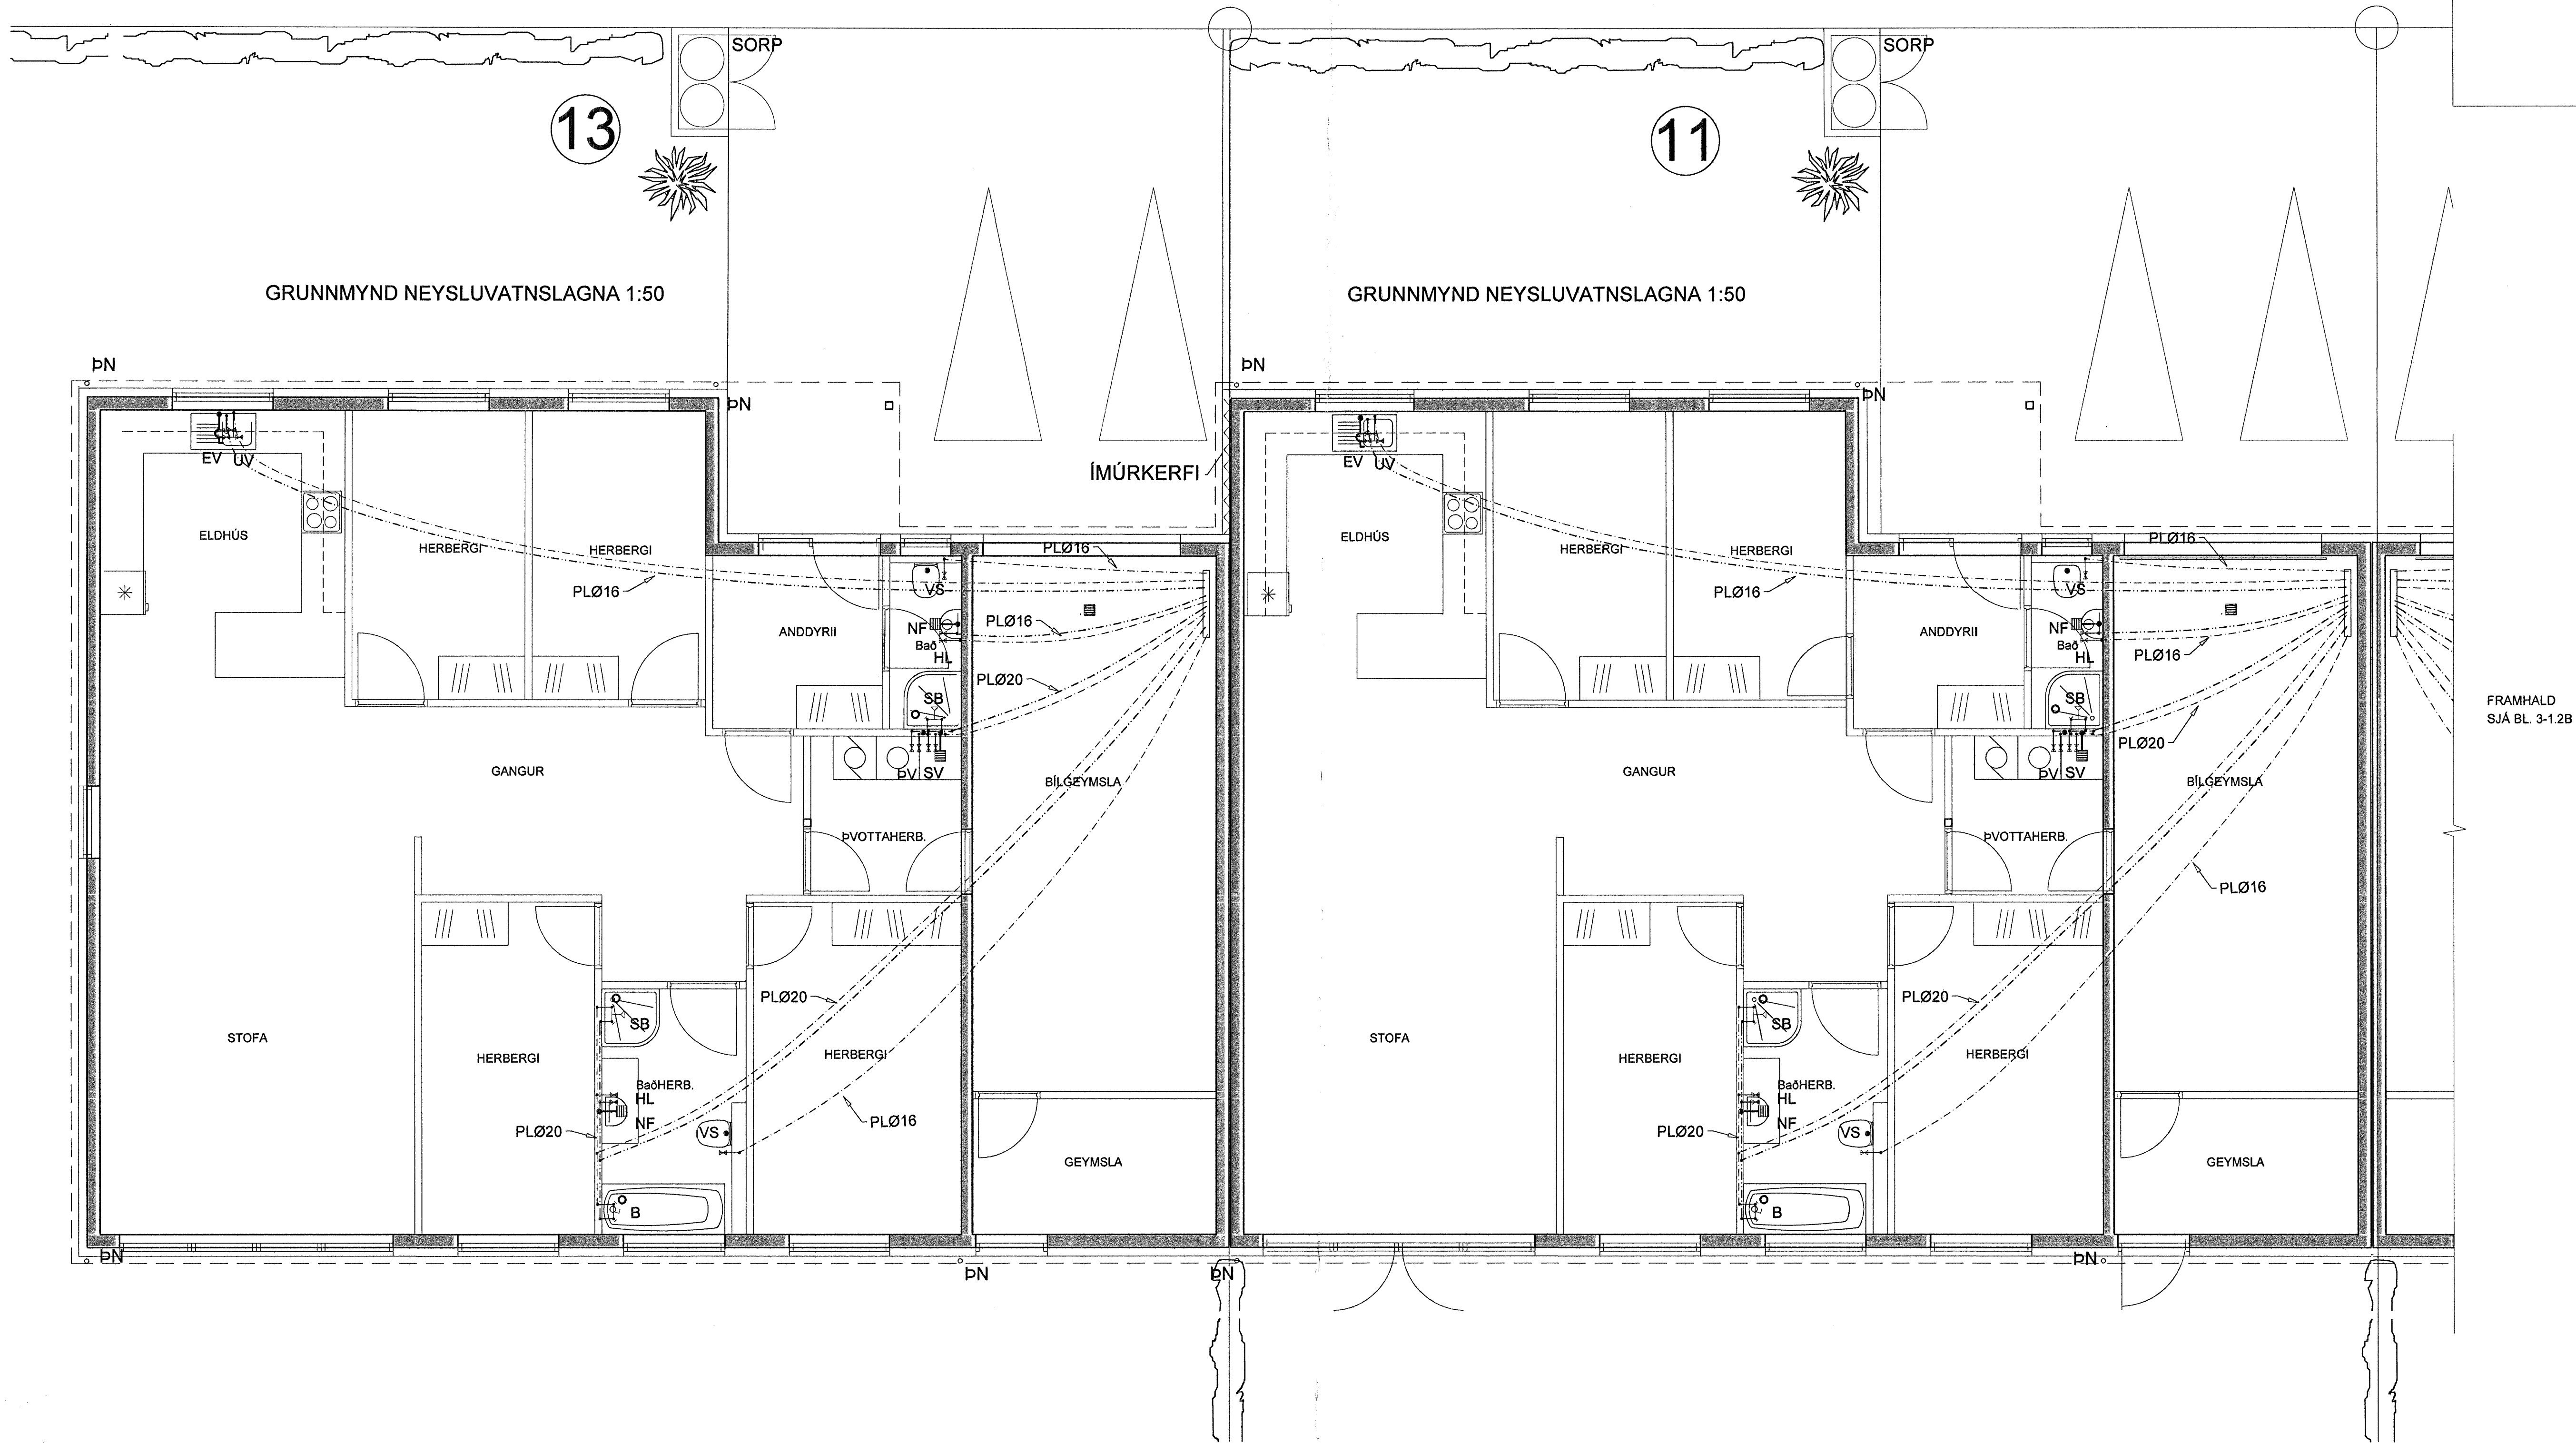 SORP
SORP
13
11
GRUNNMYND NEYSLUVATNSLAGNA 1:50
GRUNNMYND NEYSLUVATNSLAGNA 1:50
ÞN
ÞN
ÞN
ÞN
ÍMÚRKERFI
EV UV
EV UV
ELDHÚS
HERBERGI
HERBERGI
PLØ16
PLØ16
VS
PLØ16
ANDDYRII
NF
Bað
HL
PLØ20
SB
GANGUR
ÞV SV
BÍLGEYMSLA
ÞVOTTAHERB.
PLØ20
SB
STOFA
HERBERGI
HERBERGI
BaðHERB.
HL
NF
PLØ20
VS
PLØ16
GEYMSLA
B
ÞN
ÞN
ÞN
ELDHÚS
HERBERGI
HERBERGI
PLØ16
PLØ16
VS
ANDDYRII
NF
Bað
HL
PLØ16
SB
PLØ20
GANGUR
ÞV SV
BÍLGEYMSLA
ÞVOTTAHERB.
PLØ16
PLØ20
SB
STOFA
HERBERGI
HERBERGI
BaðHERB.
HL
NF
PLØ20
VS
GEYMSLA
B
ÞN
FRAMHALD
SJÁ BL. 3-1.2B